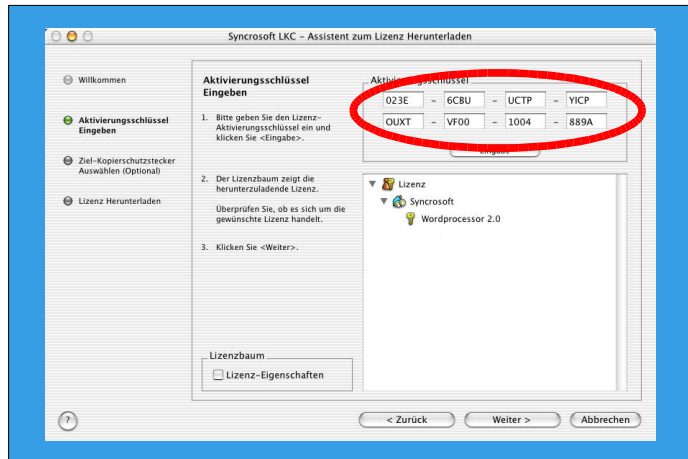 Syncrosoft LKC – Assistent zum Lizenz Herunterladen
Willkommen
Aktivierungsschlüssel
Eingeben
Ziel-Kopierschutzstecker
Auswählen (Optional)
Lizenz Herunterladen
Aktivierungsschlüssel
Eingeben
1. Bitte geben Sie den Lizenz-
Aktivierungsschlüssel ein und
klicken Sie <Eingabe>.
2. Der Lizenzbaum zeigt die
herunterzuladende Lizenz.
Überprüfen Sie, ob es sich um die
gewünschte Lizenz handelt.
3. Klicken Sie <Weiter>.
Lizenzbaum
Lizenz-Eigenschaften
Aktivierungsschlüssel
023E – 6CBU – UCTP – YICP
OUXT – VF00 – 1004 – 889A
Eingabe
Lizenz
Syncrosoft
Wordprocessor 2.0
?
< Zurück
Weiter >
Abbrechen